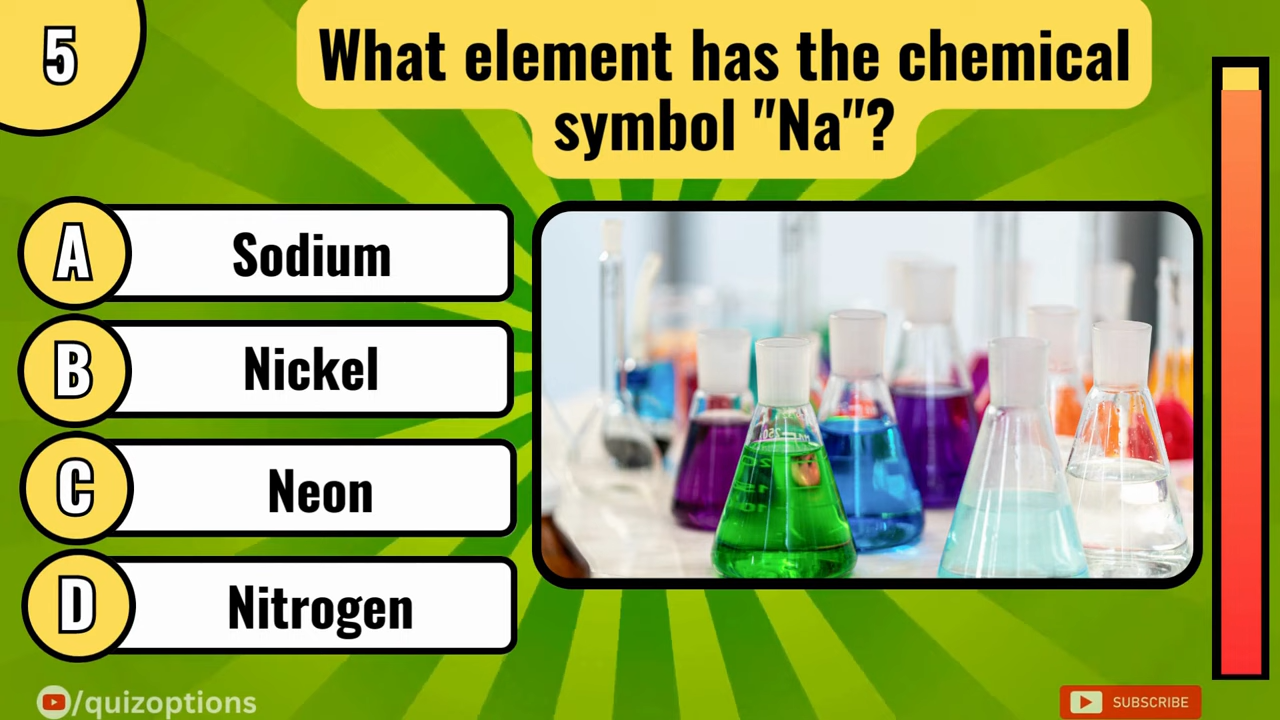 5
What element has the chemical
symbol "Na"?
A
Sodium
B
Nickel
C
Neon
D
Nitrogen
/quizoptions
SUBSCRIBE